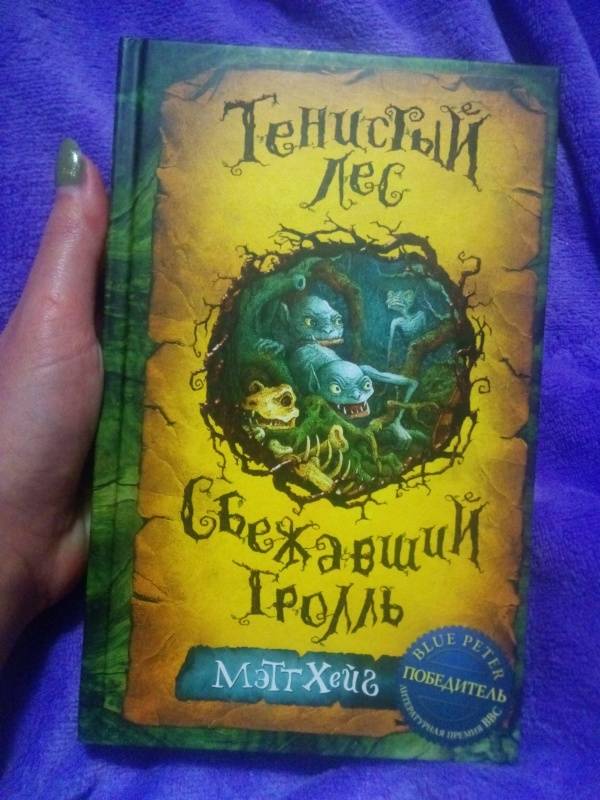 Тенистый
лес
Сбежавший
тролль
Мэтт Хейг
BLUE PETER
ПОБЕДИТЕЛЬ
ЛИТЕРАТУРНАЯ ПРЕМИЯ BBC